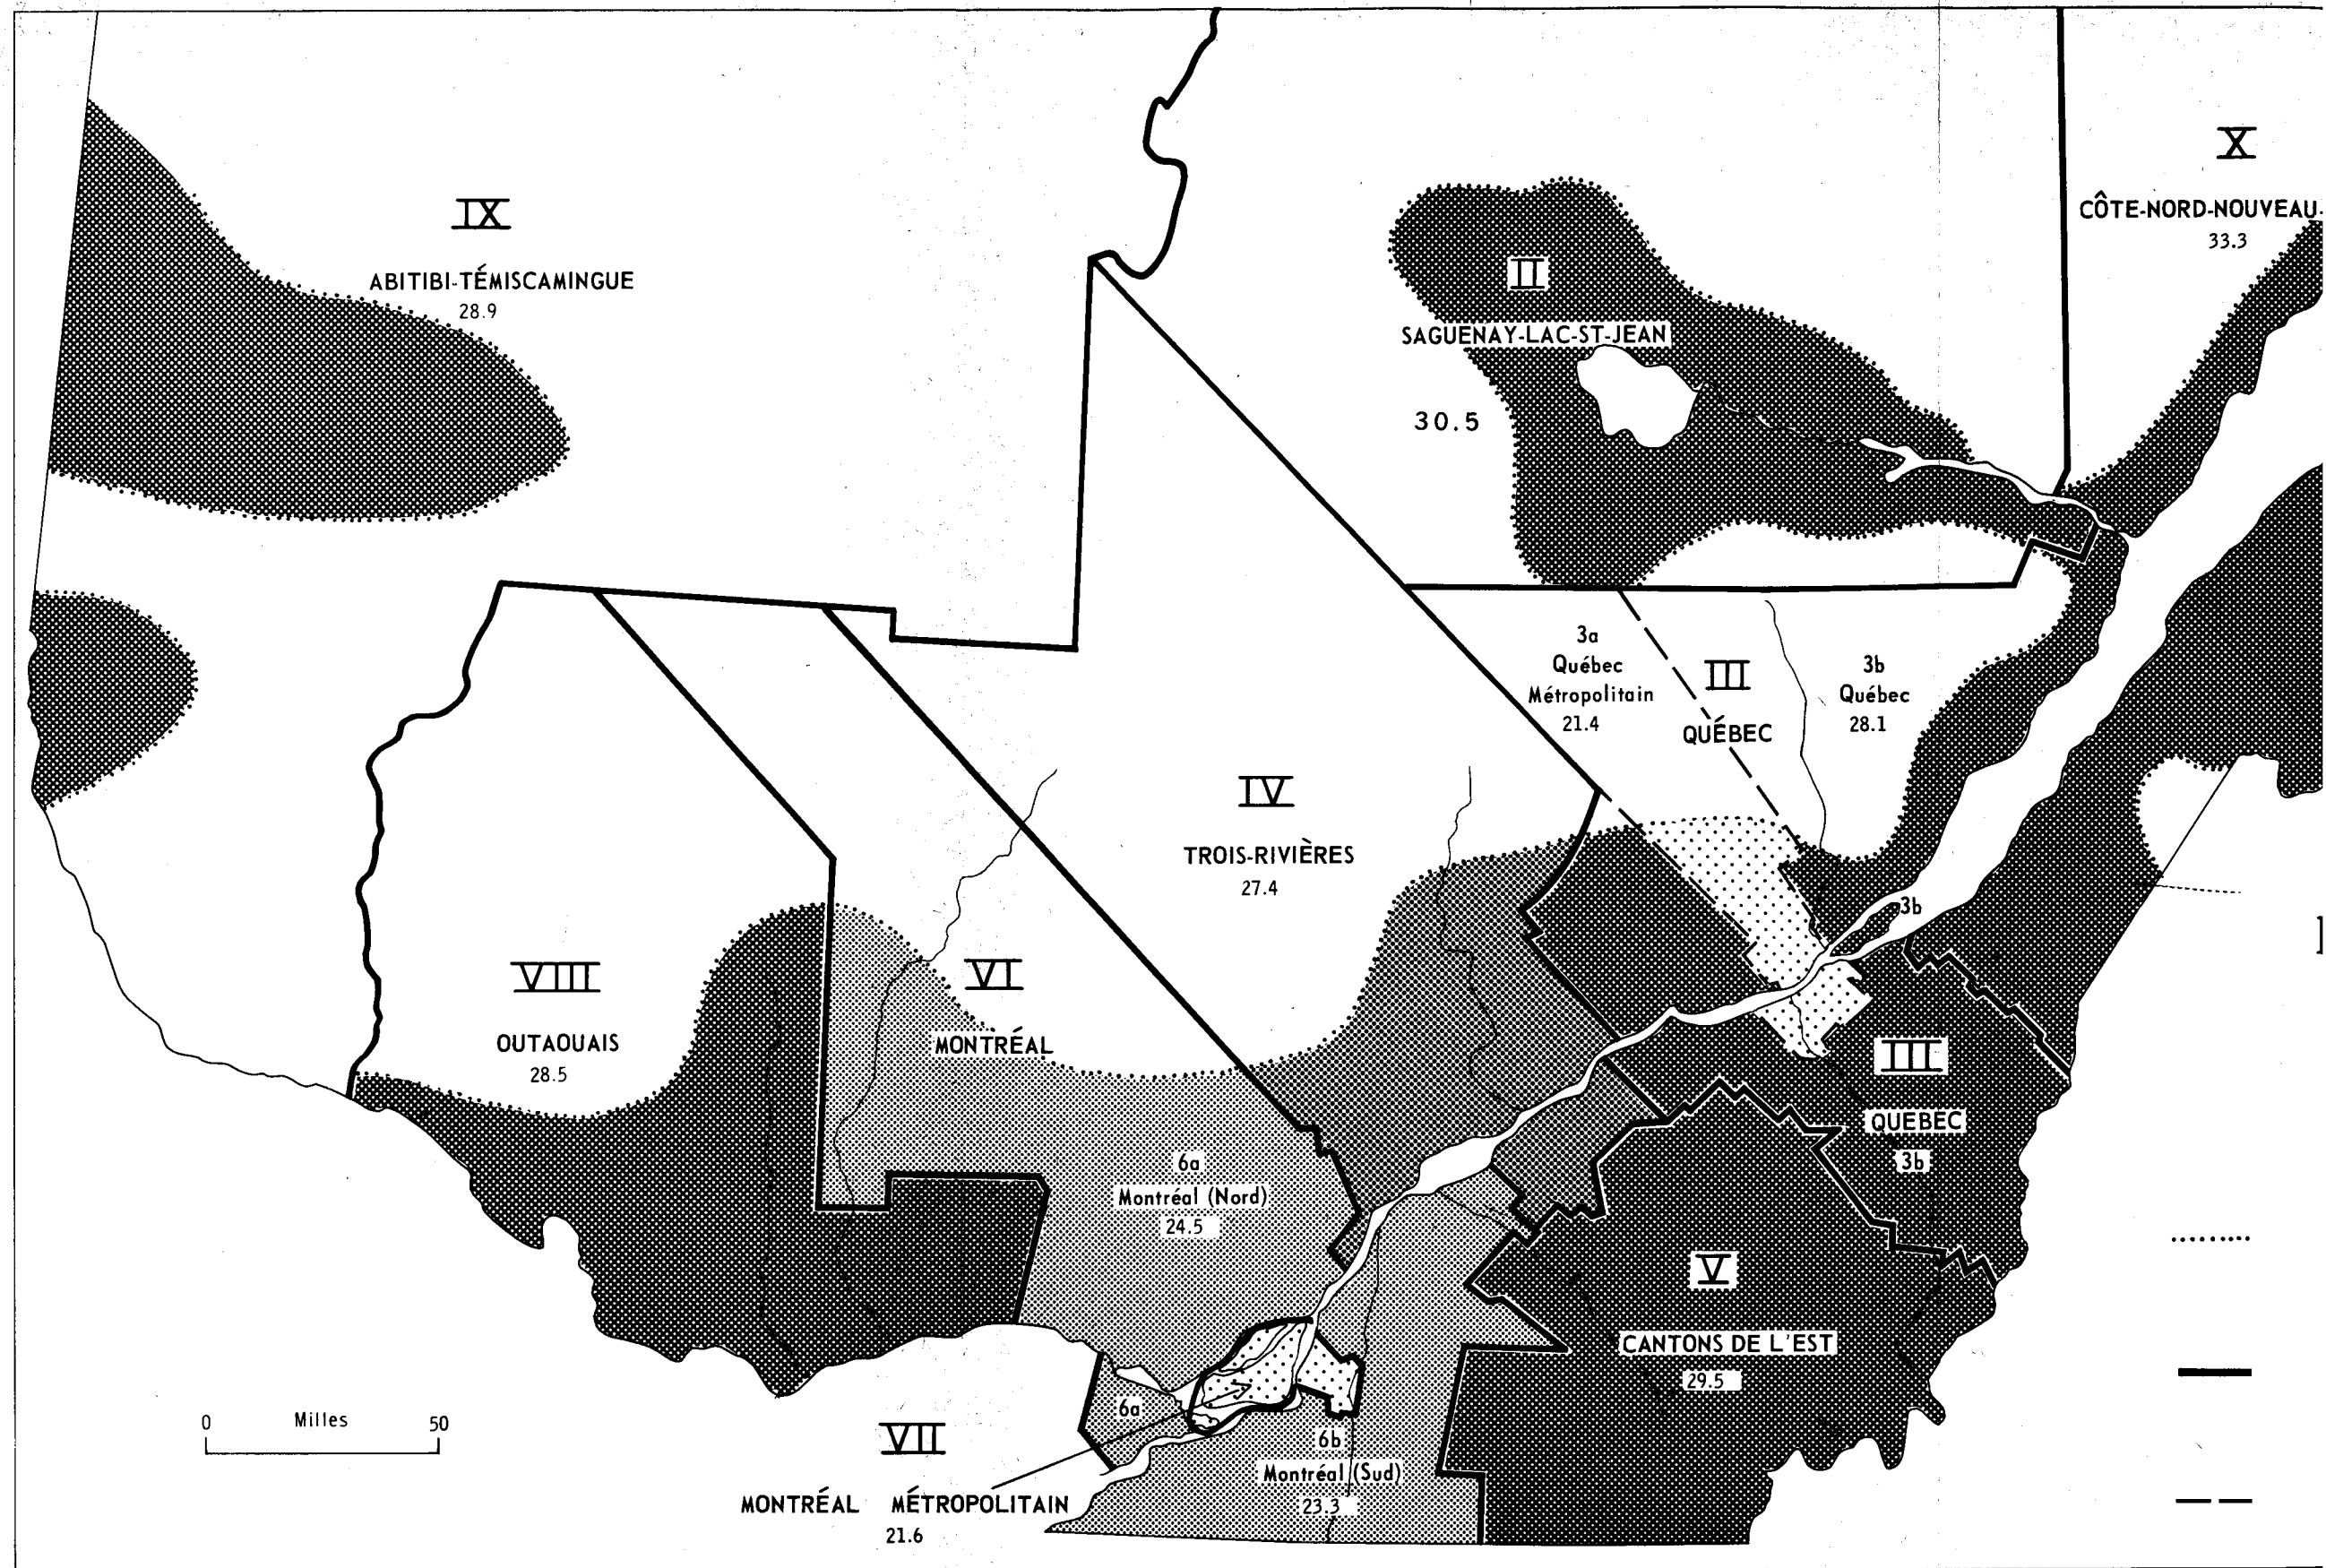 IX
ABITIBI-TÉMISCAMINGUE
28.9
II
SAGUENAY-LAC-ST-JEAN
30.5
X
CÔTE-NORD-NOUVEAU-
33.3
3a
Québec
Métropolitain
21.4
III
QUÉBEC
3b
Québec
28.1
IV
TROIS-RIVIÈRES
27.4
VIII
OUTAOUAIS
28.5
VI
MONTRÉAL
3b
III
QUEBEC
3b
6a
Montréal (Nord)
24.5
V
CANTONS DE L'EST
29.5
6a
6b
Montréal (Sud)
23.3
VII
MONTRÉAL MÉTROPOLITAIN
21.6
0 Milles 50